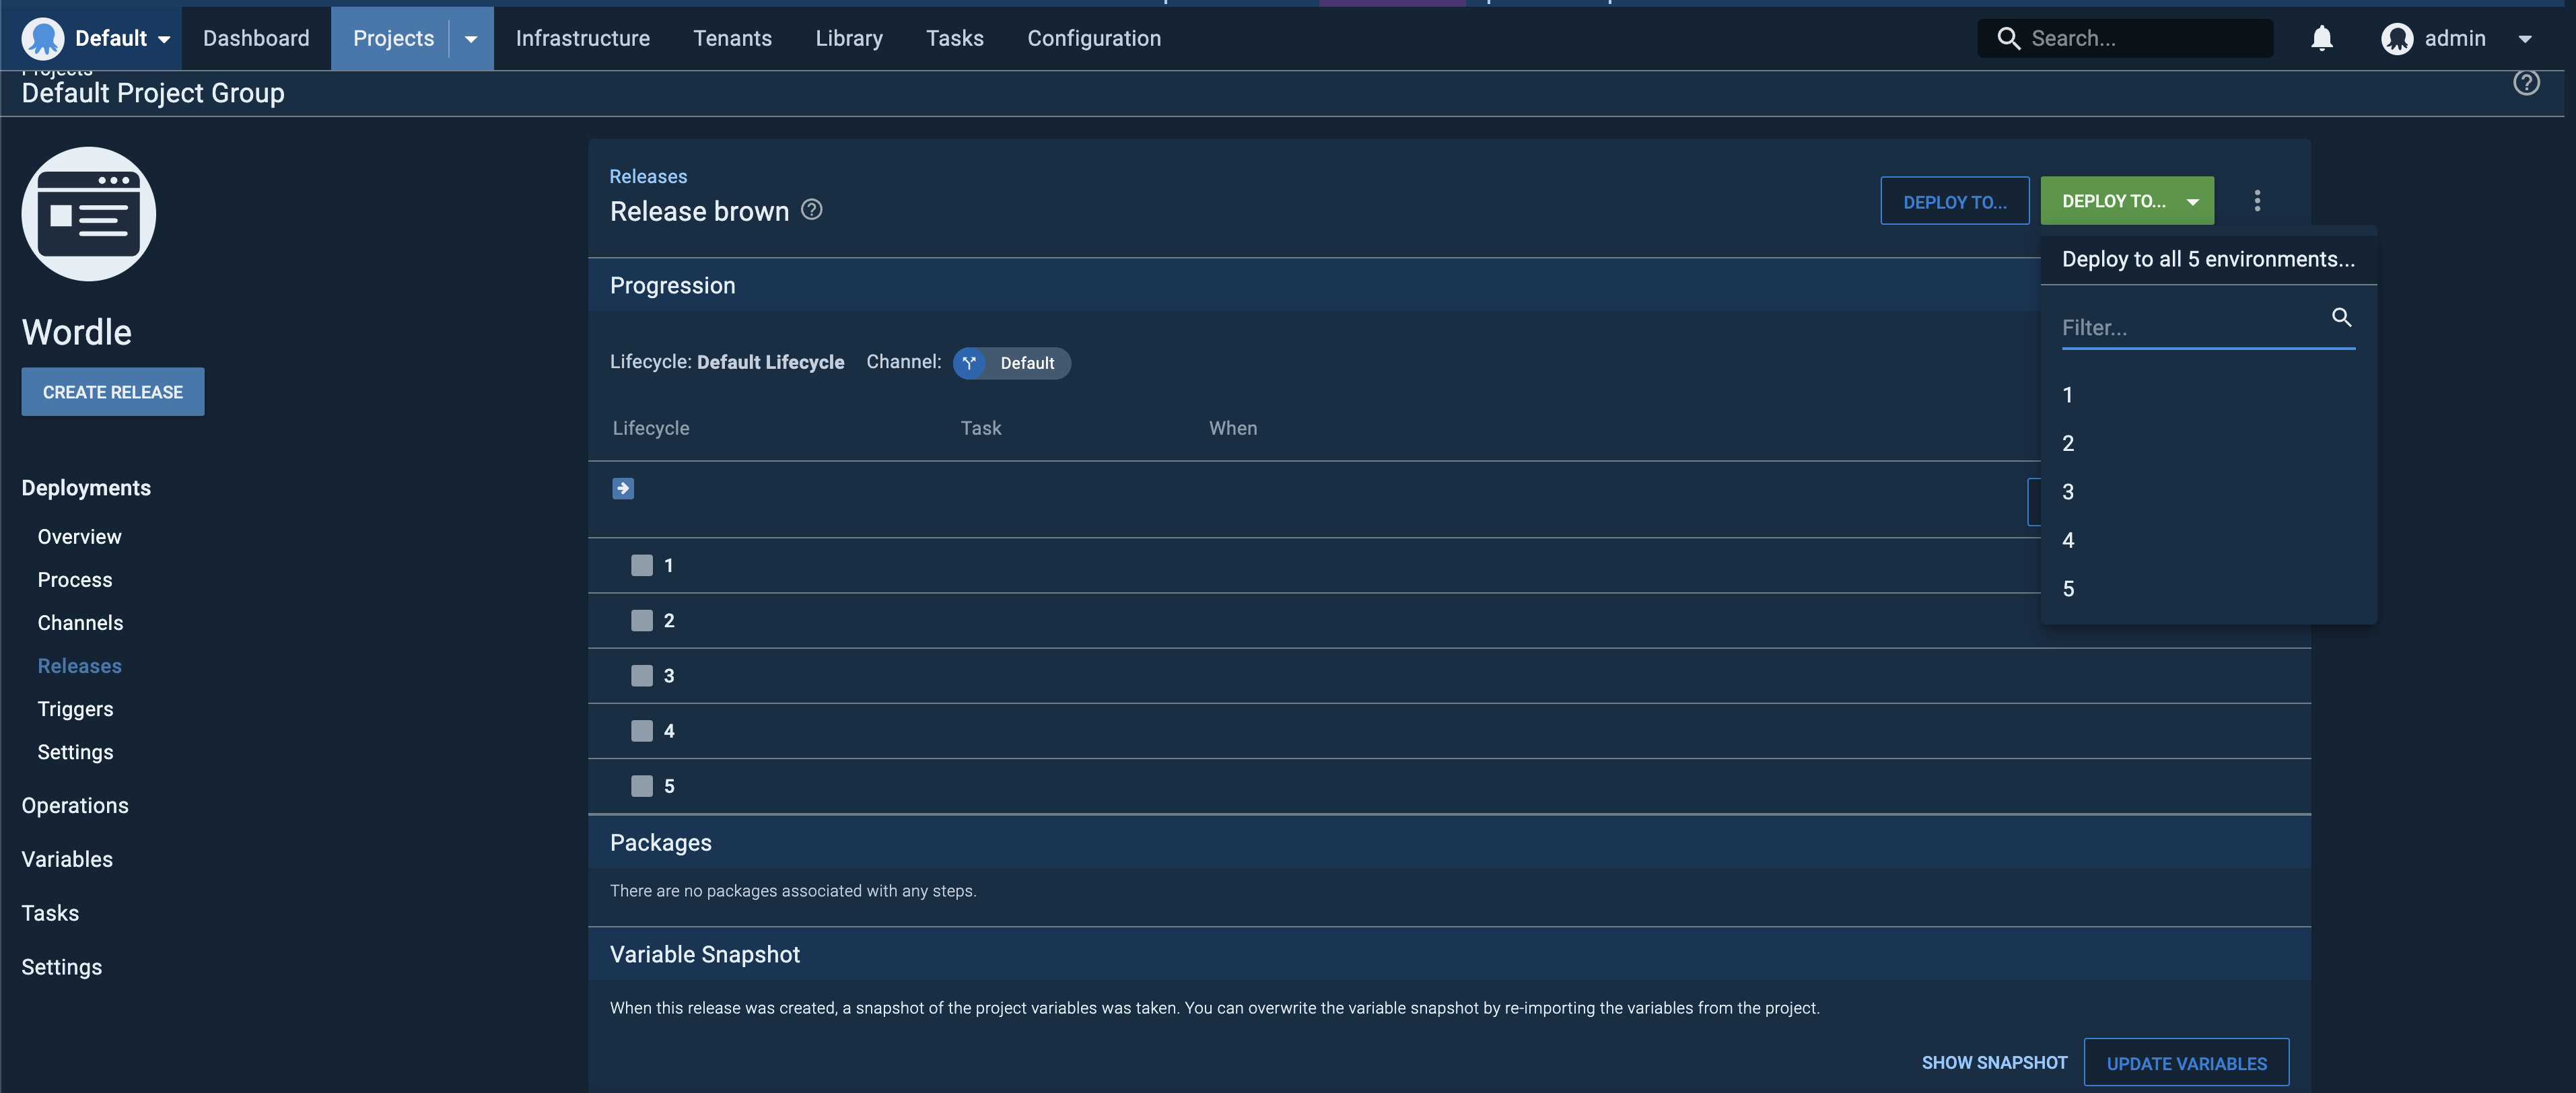 Default
Dashboard
Projects
Infrastructure
Tenants
Library
Tasks
Configuration
Search...
admin
Projects
Default Project Group
Wordle
CREATE RELEASE
Deployments
Overview
Process
Channels
Releases
Triggers
Settings
Operations
Variables
Tasks
Settings
Releases
Release brown
DEPLOY TO...
DEPLOY TO...
Deploy to all 5 environments...
Filter...
1
2
3
4
5
Progression
Lifecycle: Default Lifecycle Channel: Default
Lifecycle Task When
1
2
3
4
5
Packages
There are no packages associated with any steps.
Variable Snapshot
When this release was created, a snapshot of the project variables was taken. You can overwrite the variable snapshot by re-importing the variables from the project.
SHOW SNAPSHOT
UPDATE VARIABLES